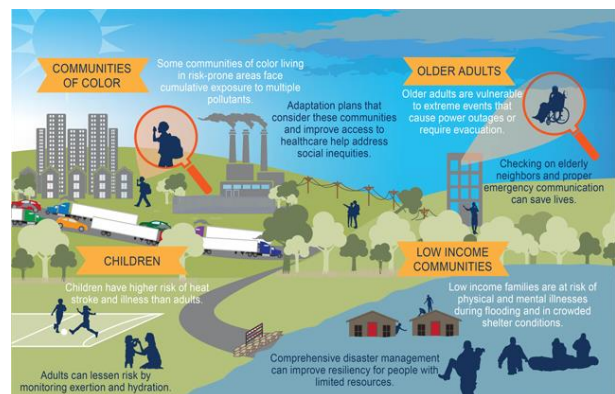 COMMUNITIES
OF COLOR
Some communities of color living
in risk-prone areas face
cumulative exposure to multiple
pollutants.
Adaptation plans that
consider these communities
and improve access to
healthcare help address
social inequities.
OLDER ADULTS
Older adults are vulnerable
to extreme events that
cause power outages or
require evacuation.
Checking on elderly
neighbors and proper
emergency communication
can save lives.
CHILDREN
Children have higher risk of heat
stroke and illness than adults.
Adults can lessen risk by
monitoring exertion and hydration.
LOW INCOME
COMMUNITIES
Low income families are at risk of
physical and mental illnesses
during flooding and in crowded
shelter conditions.
Comprehensive disaster management
can improve resiliency for people with
limited resources.